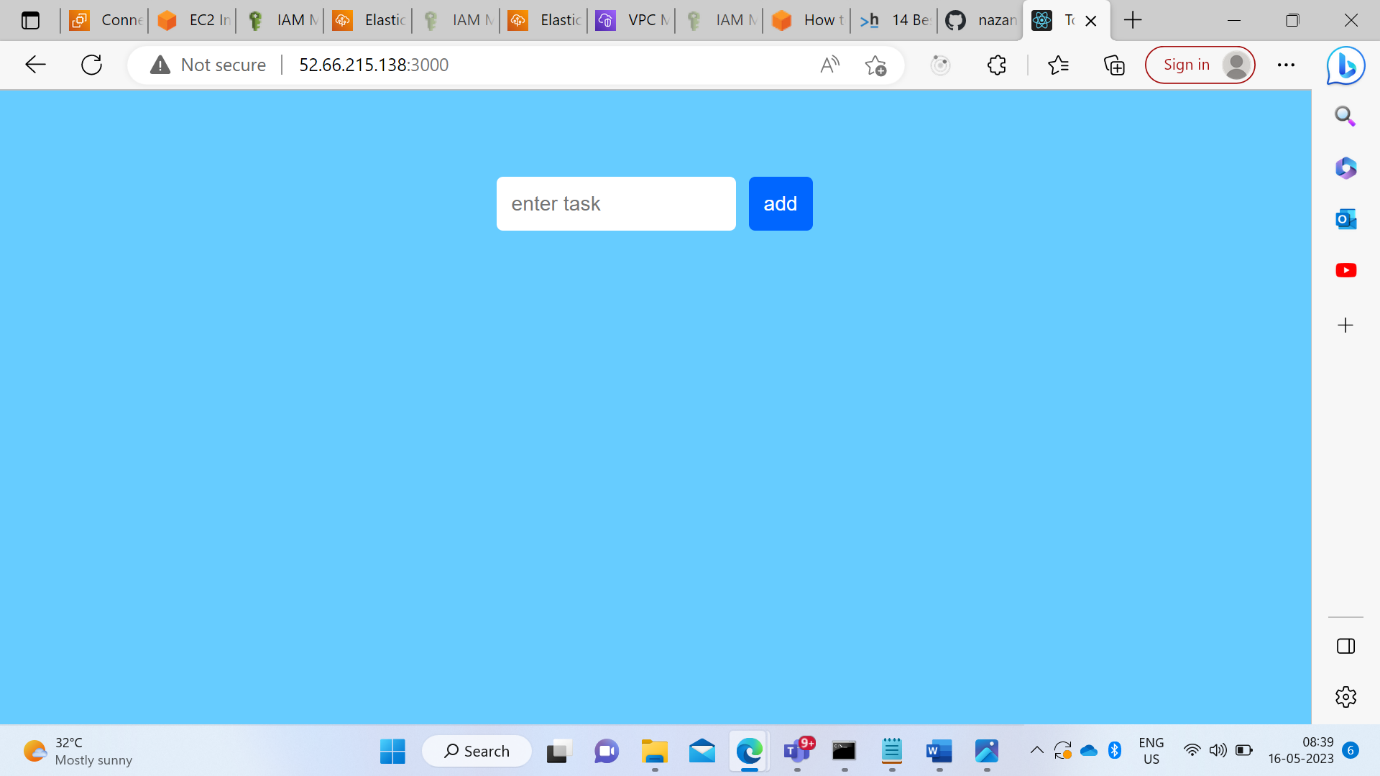 Conne
EC2 In
IAM M
Elastic
IAM M
Elastic
VPC M
IAM M
How t
14 Be
nazan
To
Not secure
52.66.215.138:3000
Sign in
enter task
add
32°C
Mostly sunny
Search
9+
ENG
US
08:39
16-05-2023
6